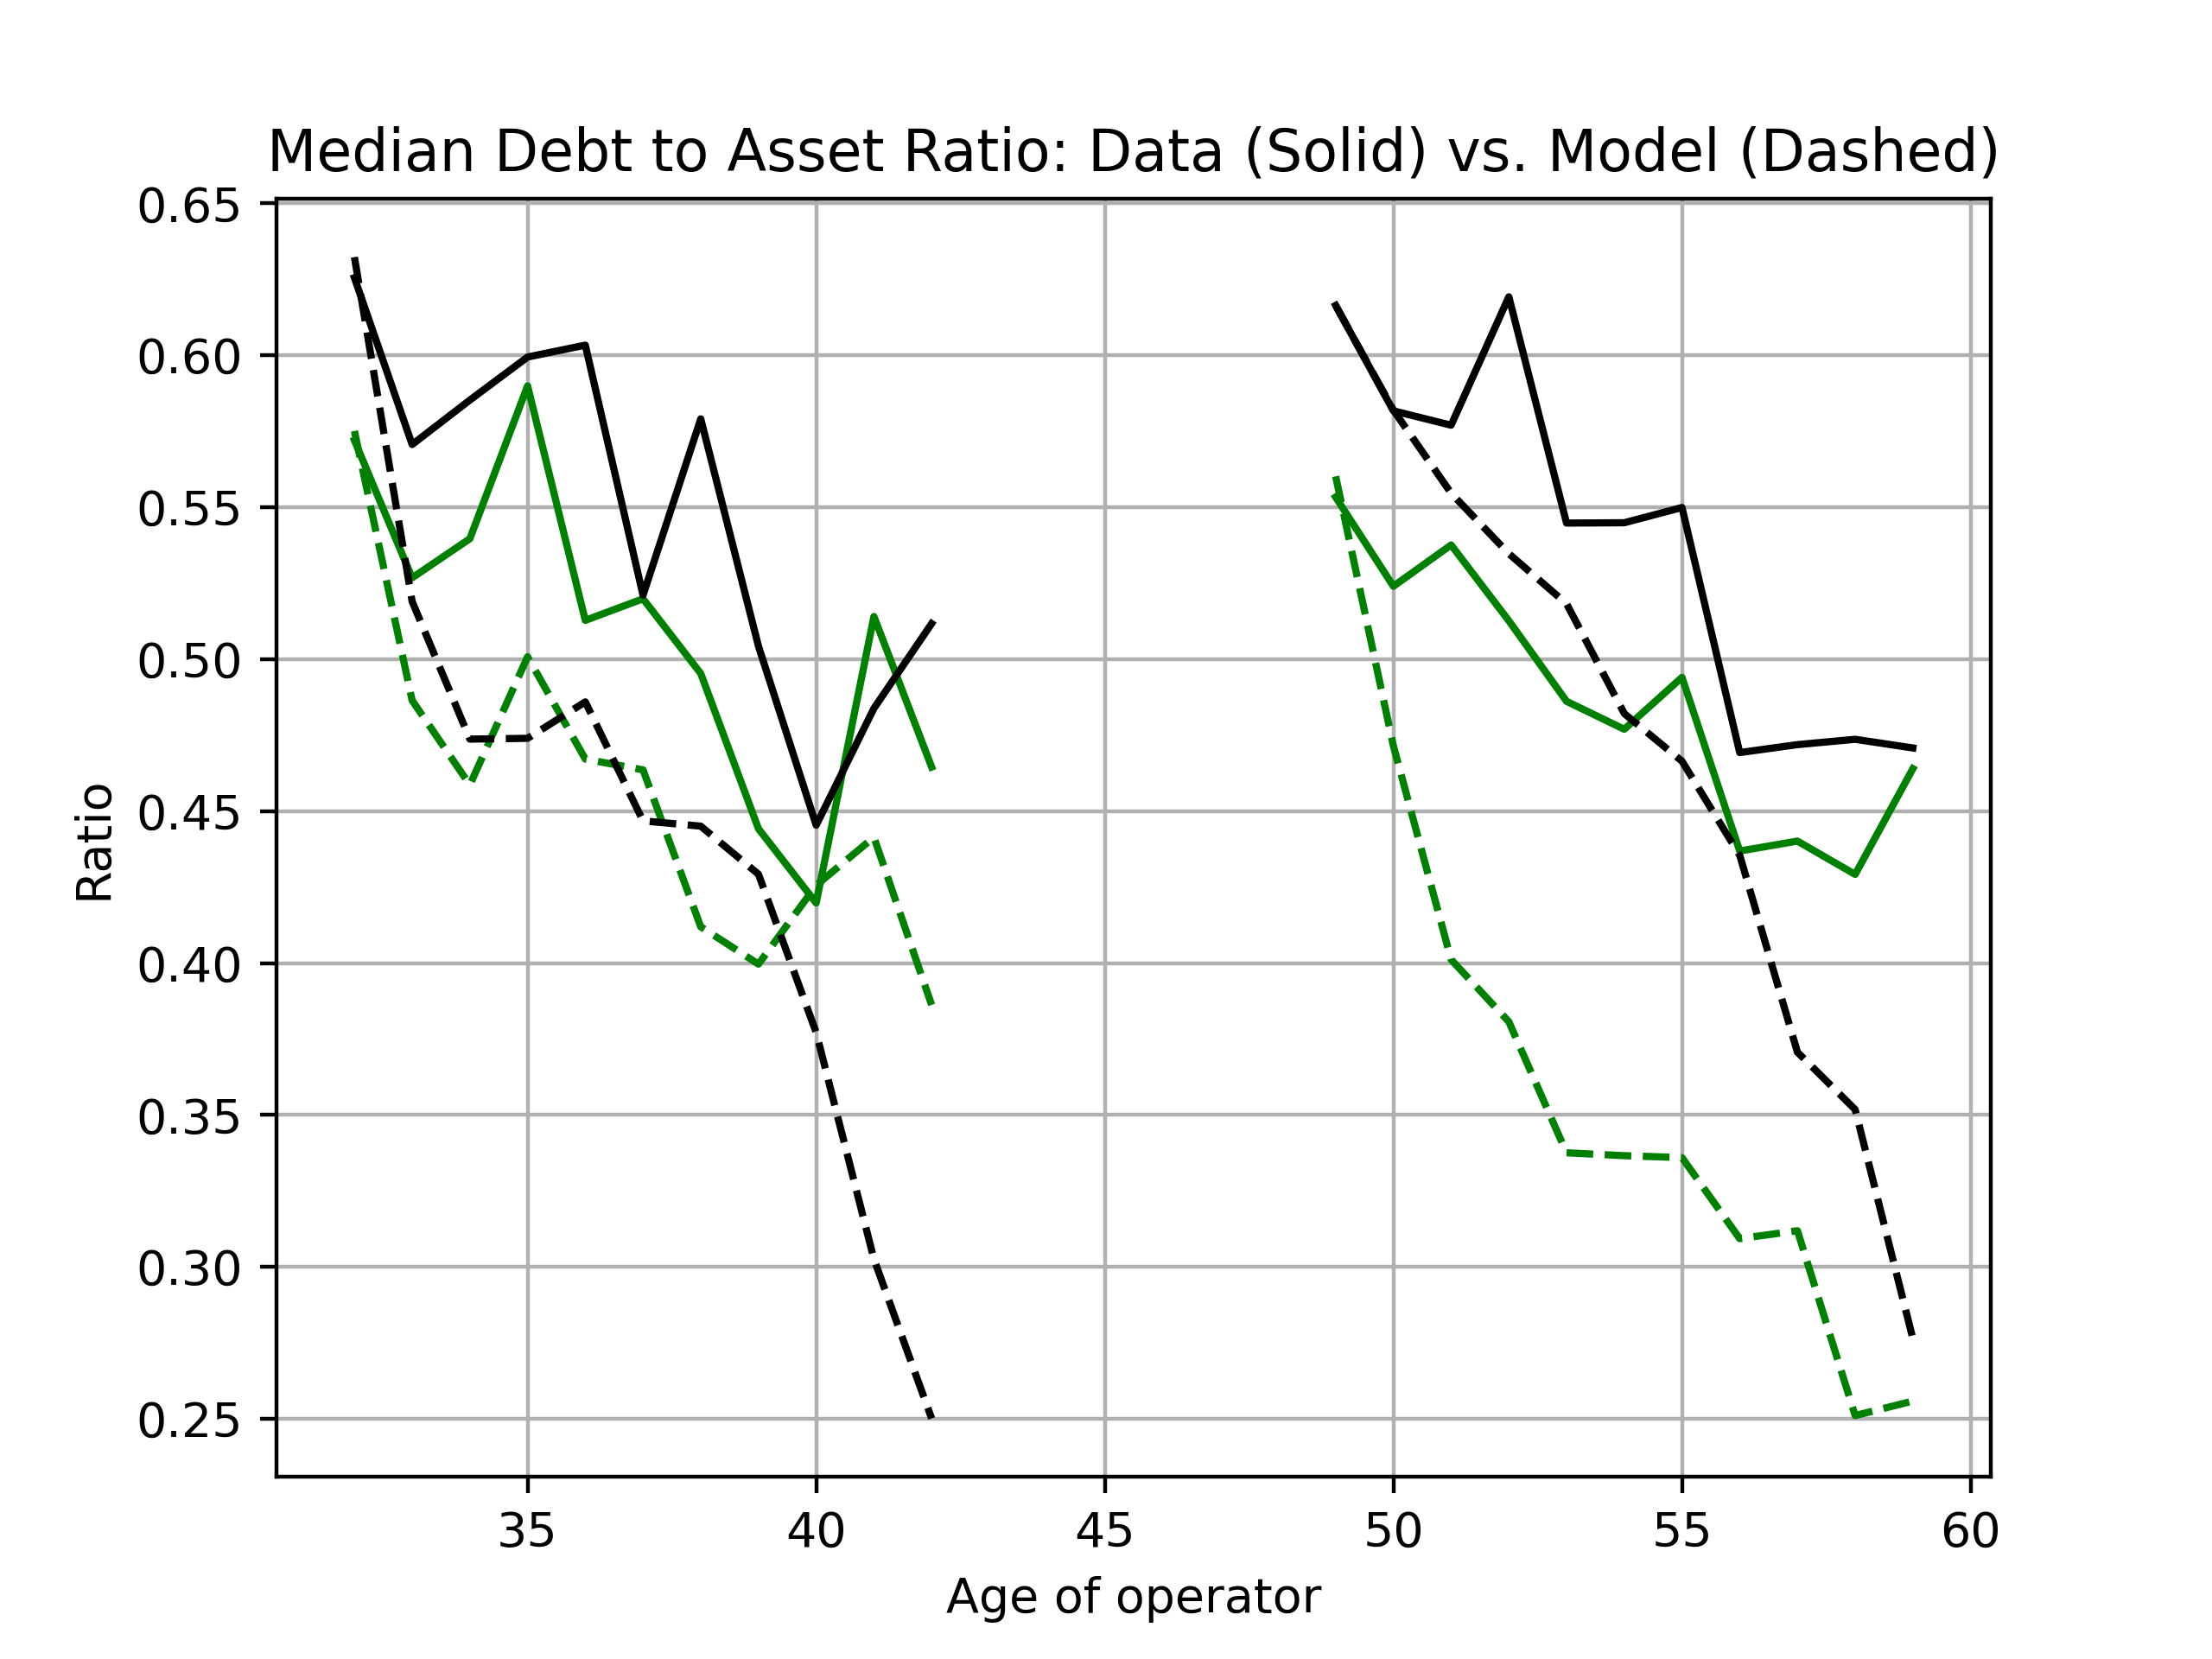 Median Debt to Asset Ratio: Data (Solid) vs. Model (Dashed)
0.65
0.60
0.55
0.50
0.45
0.40
0.35
0.30
0.25
Ratio
35 40 45 50 55 60
Age of operator